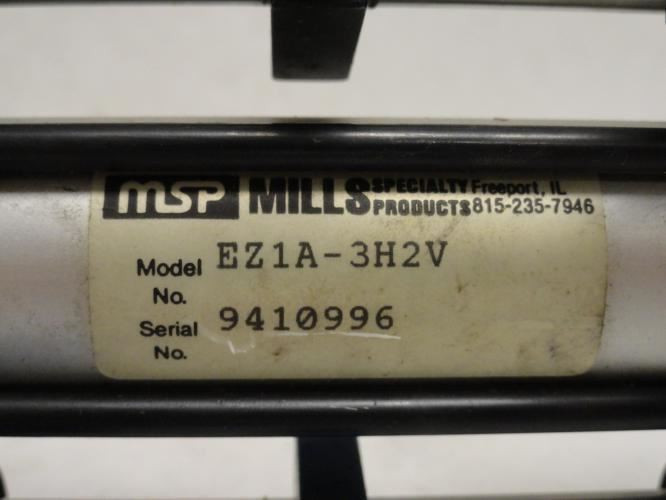 msp MILLS SPECIALTY Freeport, IL
PRODUCTS 815-235-7946
Model No. EZ1A-3H2V
Serial No. 9410996